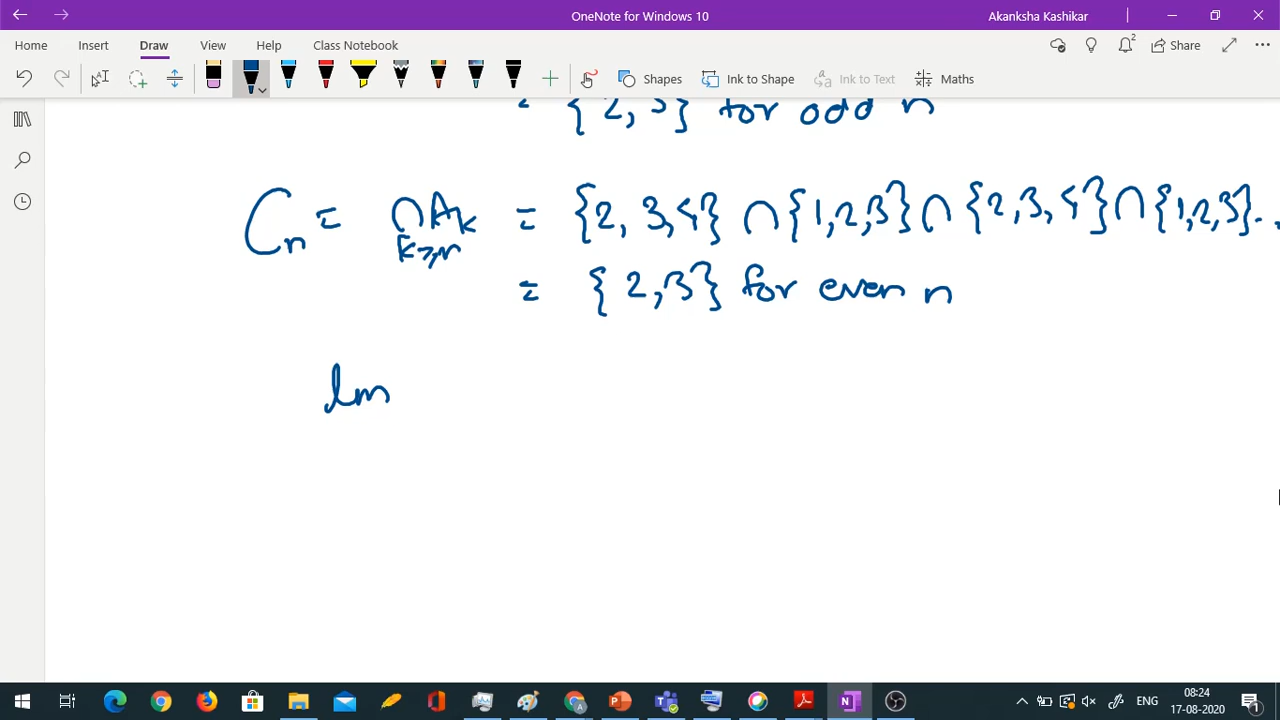 OneNote for Windows 10
Akanksha Kashikar
Home Insert Draw View Help Class Notebook
Share
Shapes Ink to Shape Ink to Text Maths
= {2, 3} for odd n
Cn = ∩Ak = {2, 3, 4} ∩ {1,2,3} ∩ {2,3,4} ∩ {1,2,3}...
k≥n
= {2,3} for even n
lm
ENG
08:24
17-08-2020
1